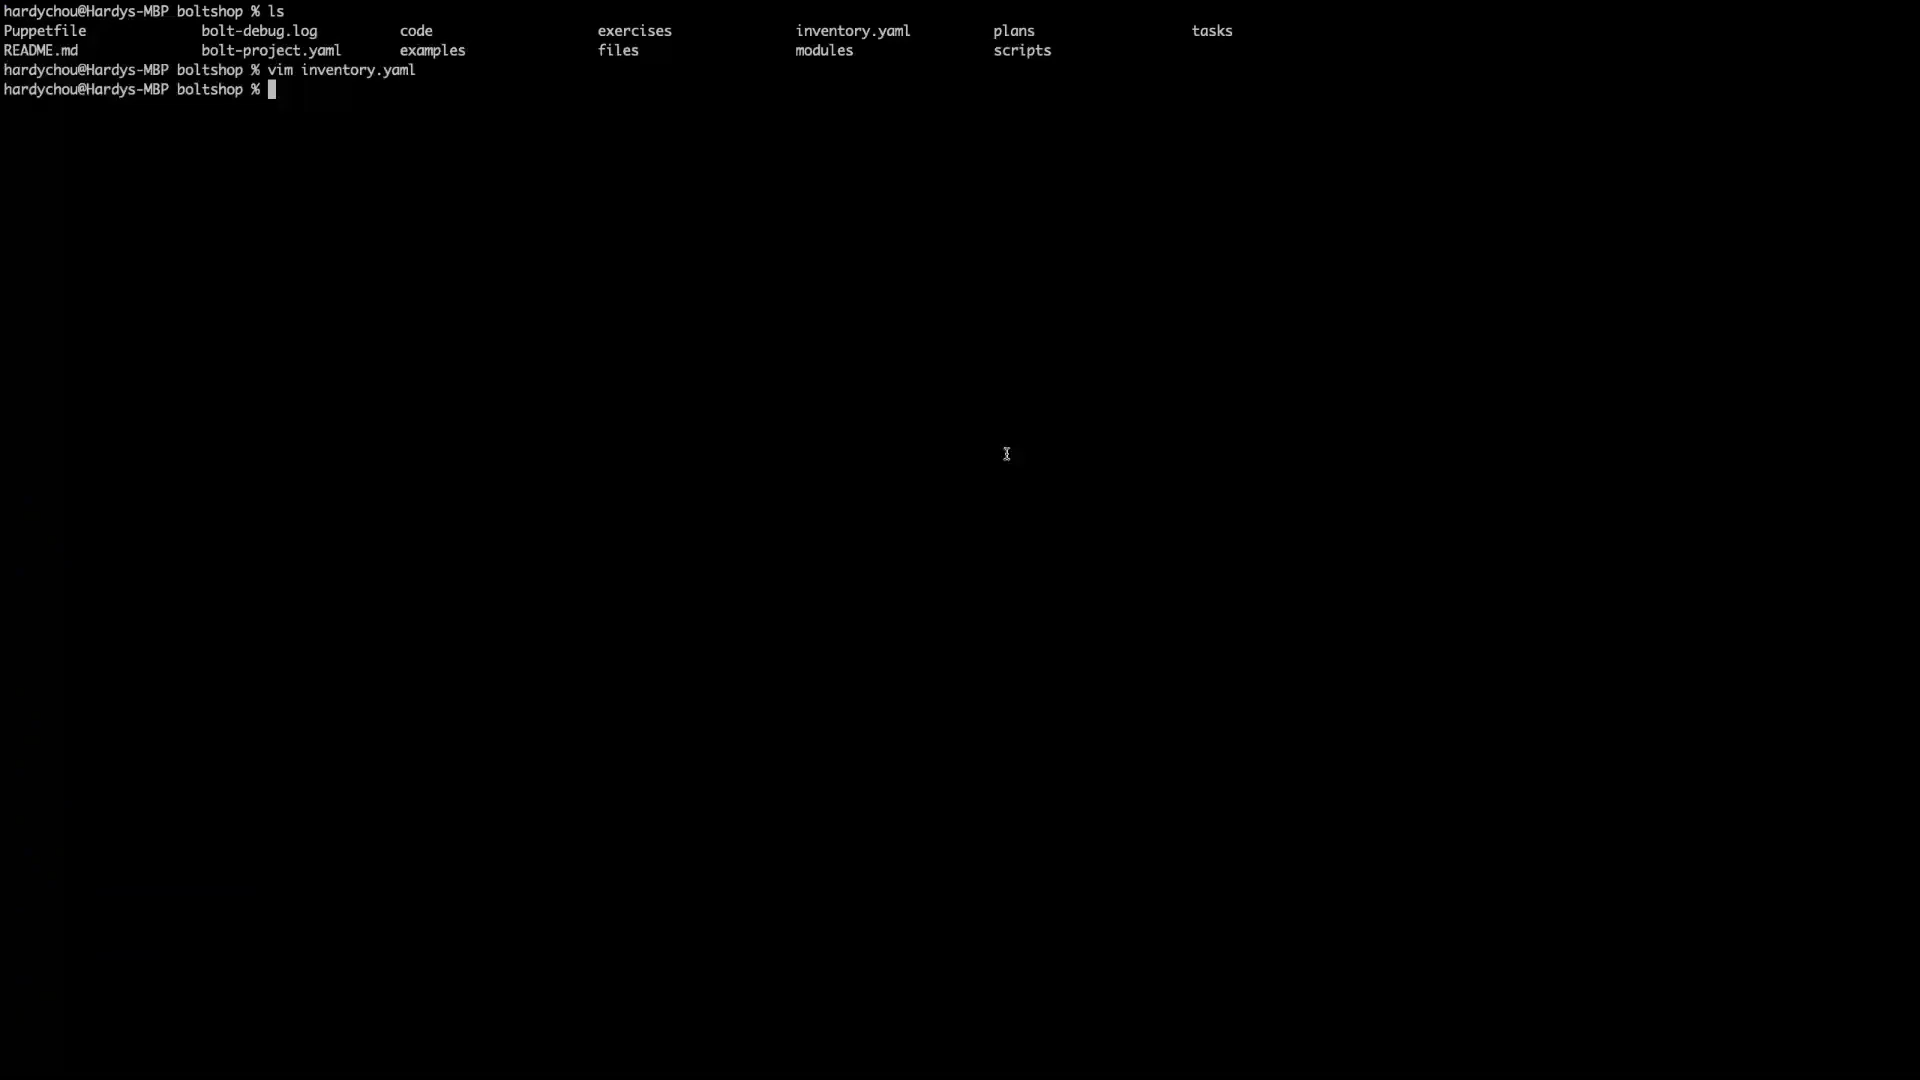 hardychou@Hardys-MBP boltshop % ls
Puppetfile bolt-debug.log code exercises inventory.yaml plans tasks
README.md bolt-project.yaml examples files modules scripts
hardychou@Hardys-MBP boltshop % vim inventory.yaml
hardychou@Hardys-MBP boltshop %